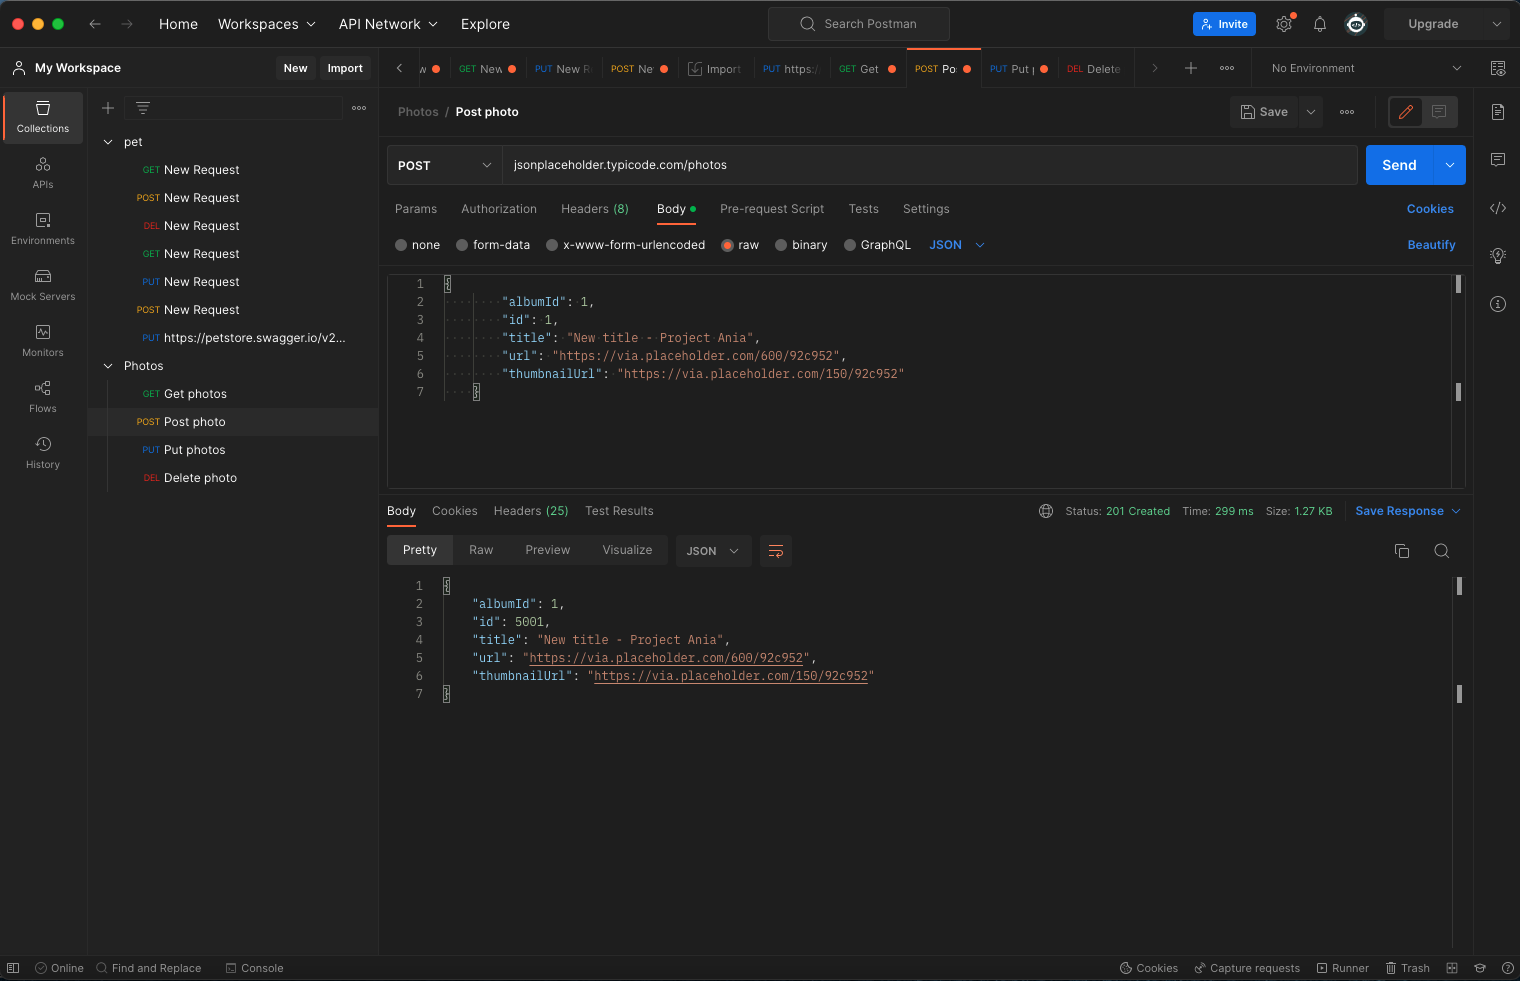 Home Workspaces API Network Explore Search Postman Invite Upgrade
My Workspace New Import
w GET New PUT New R POST Ne Import PUT https:/ GET Get POST Po PUT Put DEL Delete No Environment
Collections
APIs
Environments
Mock Servers
Monitors
Flows
History
pet
GET New Request
POST New Request
DEL New Request
GET New Request
PUT New Request
POST New Request
PUT https://petstore.swagger.io/v2...
Photos
GET Get photos
POST Post photo
PUT Put photos
DEL Delete photo
Photos / Post photo Save
POST jsonplaceholder.typicode.com/photos Send
Params Authorization Headers (8) Body Pre-request Script Tests Settings Cookies
none form-data x-www-form-urlencoded raw binary GraphQL JSON Beautify
1 {
2 "albumId": 1,
3 "id": 1,
4 "title": "New title - Project Ania",
5 "url": "https://via.placeholder.com/600/92c952",
6 "thumbnailUrl": "https://via.placeholder.com/150/92c952"
7 }
Body Cookies Headers (25) Test Results Status: 201 Created Time: 299 ms Size: 1.27 KB Save Response
Pretty Raw Preview Visualize JSON
1 {
2 "albumId": 1,
3 "id": 5001,
4 "title": "New title - Project Ania",
5 "url": "https://via.placeholder.com/600/92c952",
6 "thumbnailUrl": "https://via.placeholder.com/150/92c952"
7 }
Online Find and Replace Console Cookies Capture requests Runner Trash